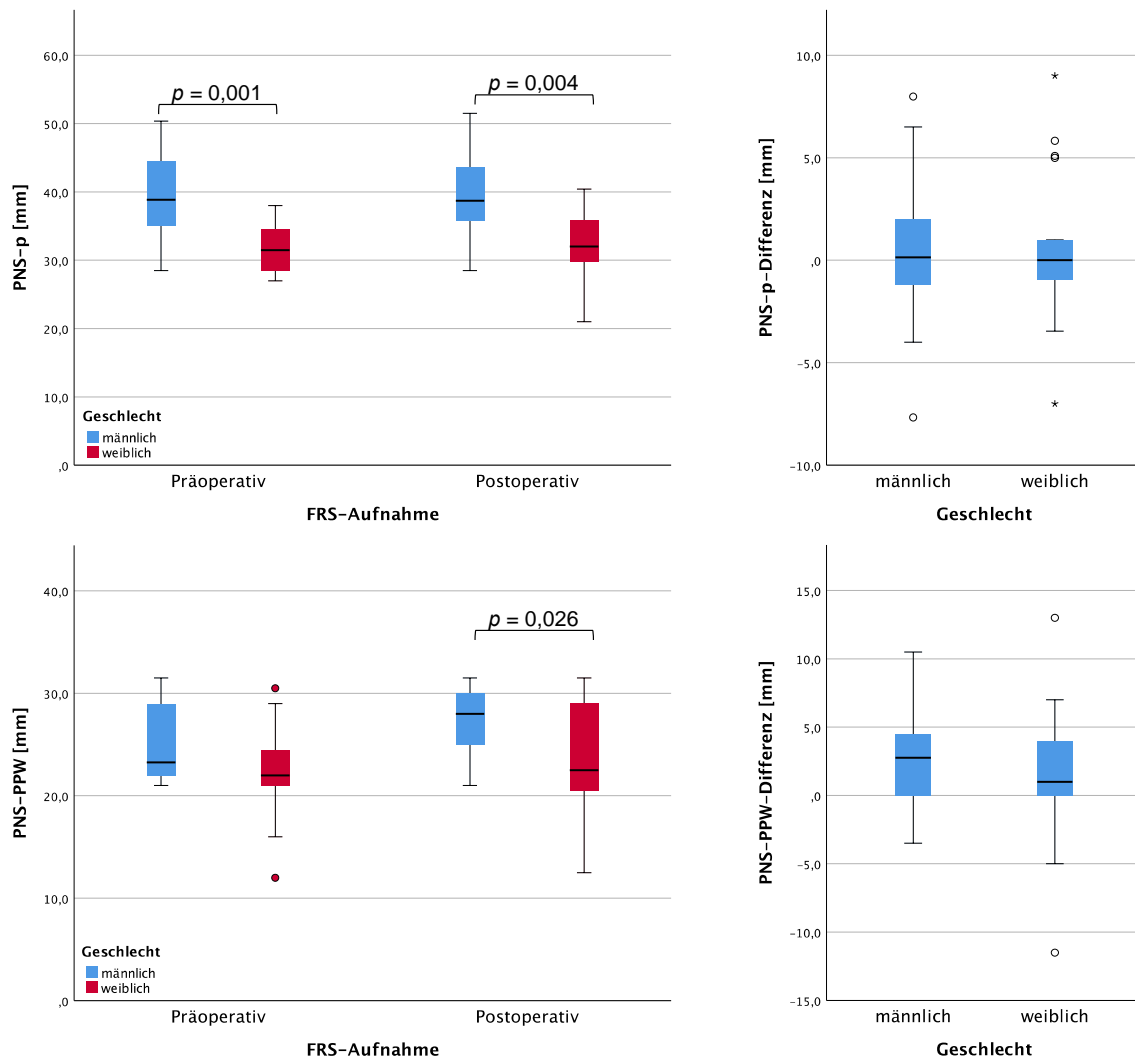 60,0
50,0
40,0
30,0
20,0
10,0
,0
PNS-p [mm]
p = 0,001
p = 0,004
Geschlecht
männlich
weiblich
Präoperativ
Postoperativ
FRS-Aufnahme
10,0
5,0
,0
-5,0
-10,0
PNS-p-Differenz [mm]
*
*
männlich
weiblich
Geschlecht
40,0
30,0
20,0
10,0
,0
PNS-PPW [mm]
p = 0,026
Geschlecht
männlich
weiblich
Präoperativ
Postoperativ
FRS-Aufnahme
15,0
10,0
5,0
,0
-5,0
-10,0
-15,0
PNS-PPW-Differenz [mm]
männlich
weiblich
Geschlecht